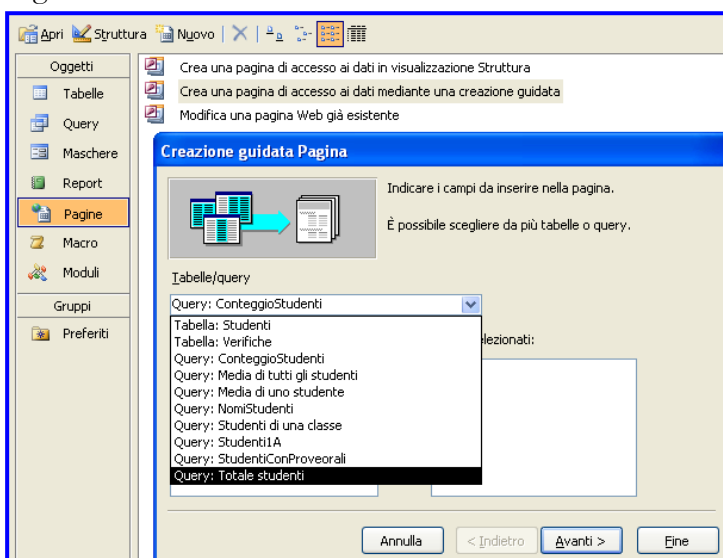 Apri Struttura Nuovo
Oggetti
Tabelle
Query
Maschere
Report
Pagine
Macro
Moduli
Gruppi
Preferiti
Crea una pagina di accesso ai dati in visualizzazione Struttura
Crea una pagina di accesso ai dati mediante una creazione guidata
Modifica una pagina Web già esistente
Creazione guidata Pagina
Indicare i campi da inserire nella pagina.
È possibile scegliere da più tabelle o query.
Tabelle/query
Query: ConteggioStudenti
Tabella: Studenti
Tabella: Verifiche
Query: ConteggioStudenti
Query: Media di tutti gli studenti
Query: Media di uno studente
Query: NomiStudenti
Query: Studenti di una classe
Query: Studenti1A
Query: StudentiConProveorali
Query: Totale studenti
elezionati:
Annulla < Indietro Avanti > Fine